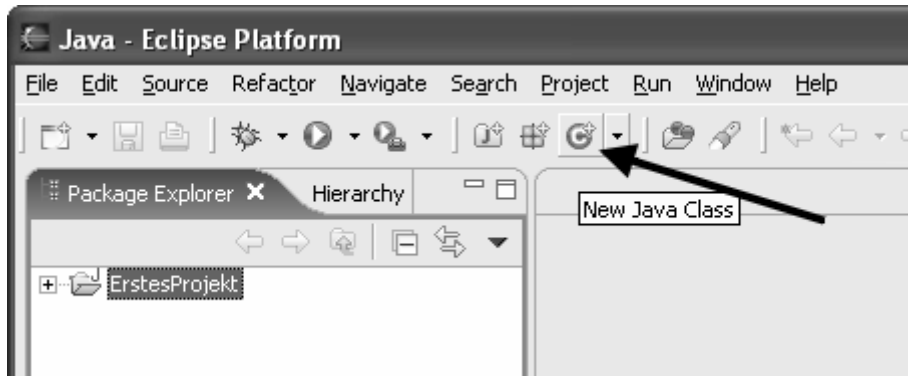 Java - Eclipse Platform
File Edit Source Refactor Navigate Search Project Run Window Help
Package Explorer Hierarchy
New Java Class
ErstesProjekt